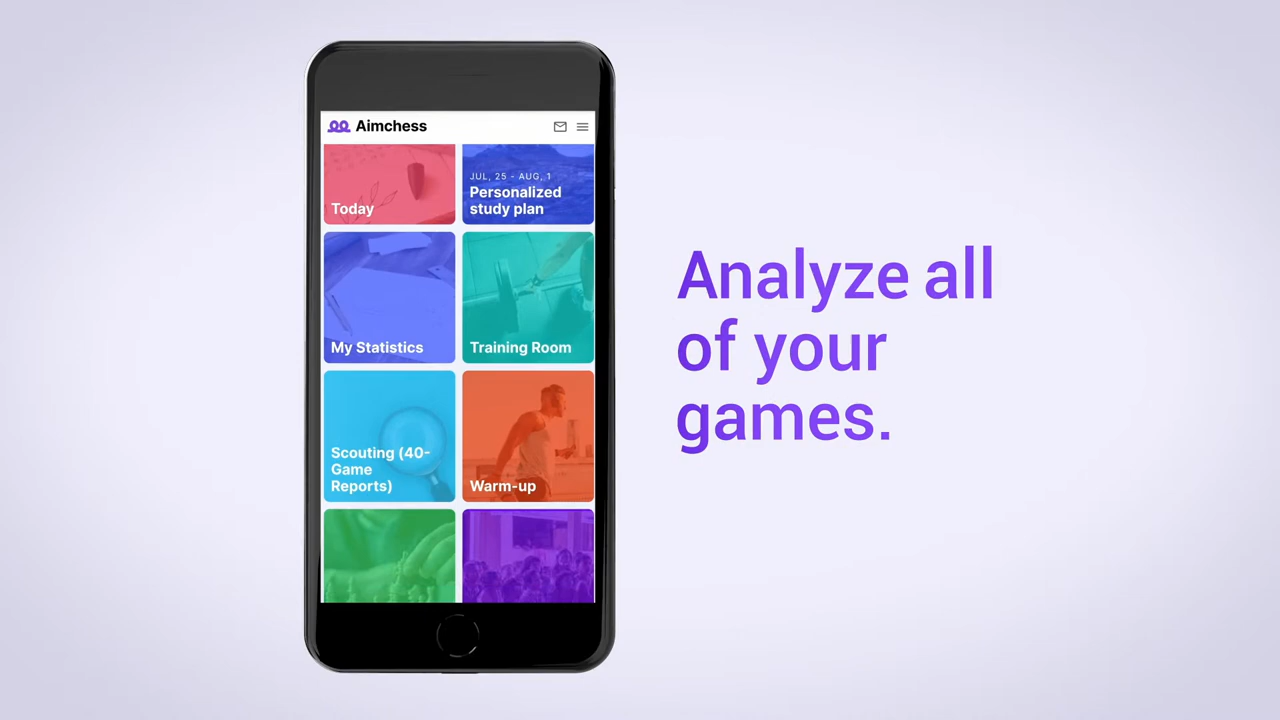 Aimchess
Today
JUL, 25 - AUG, 1
Personalized
study plan
My Statistics
Training Room
Scouting (40-
Game
Reports)
Warm-up
Analyze all
of your
games.